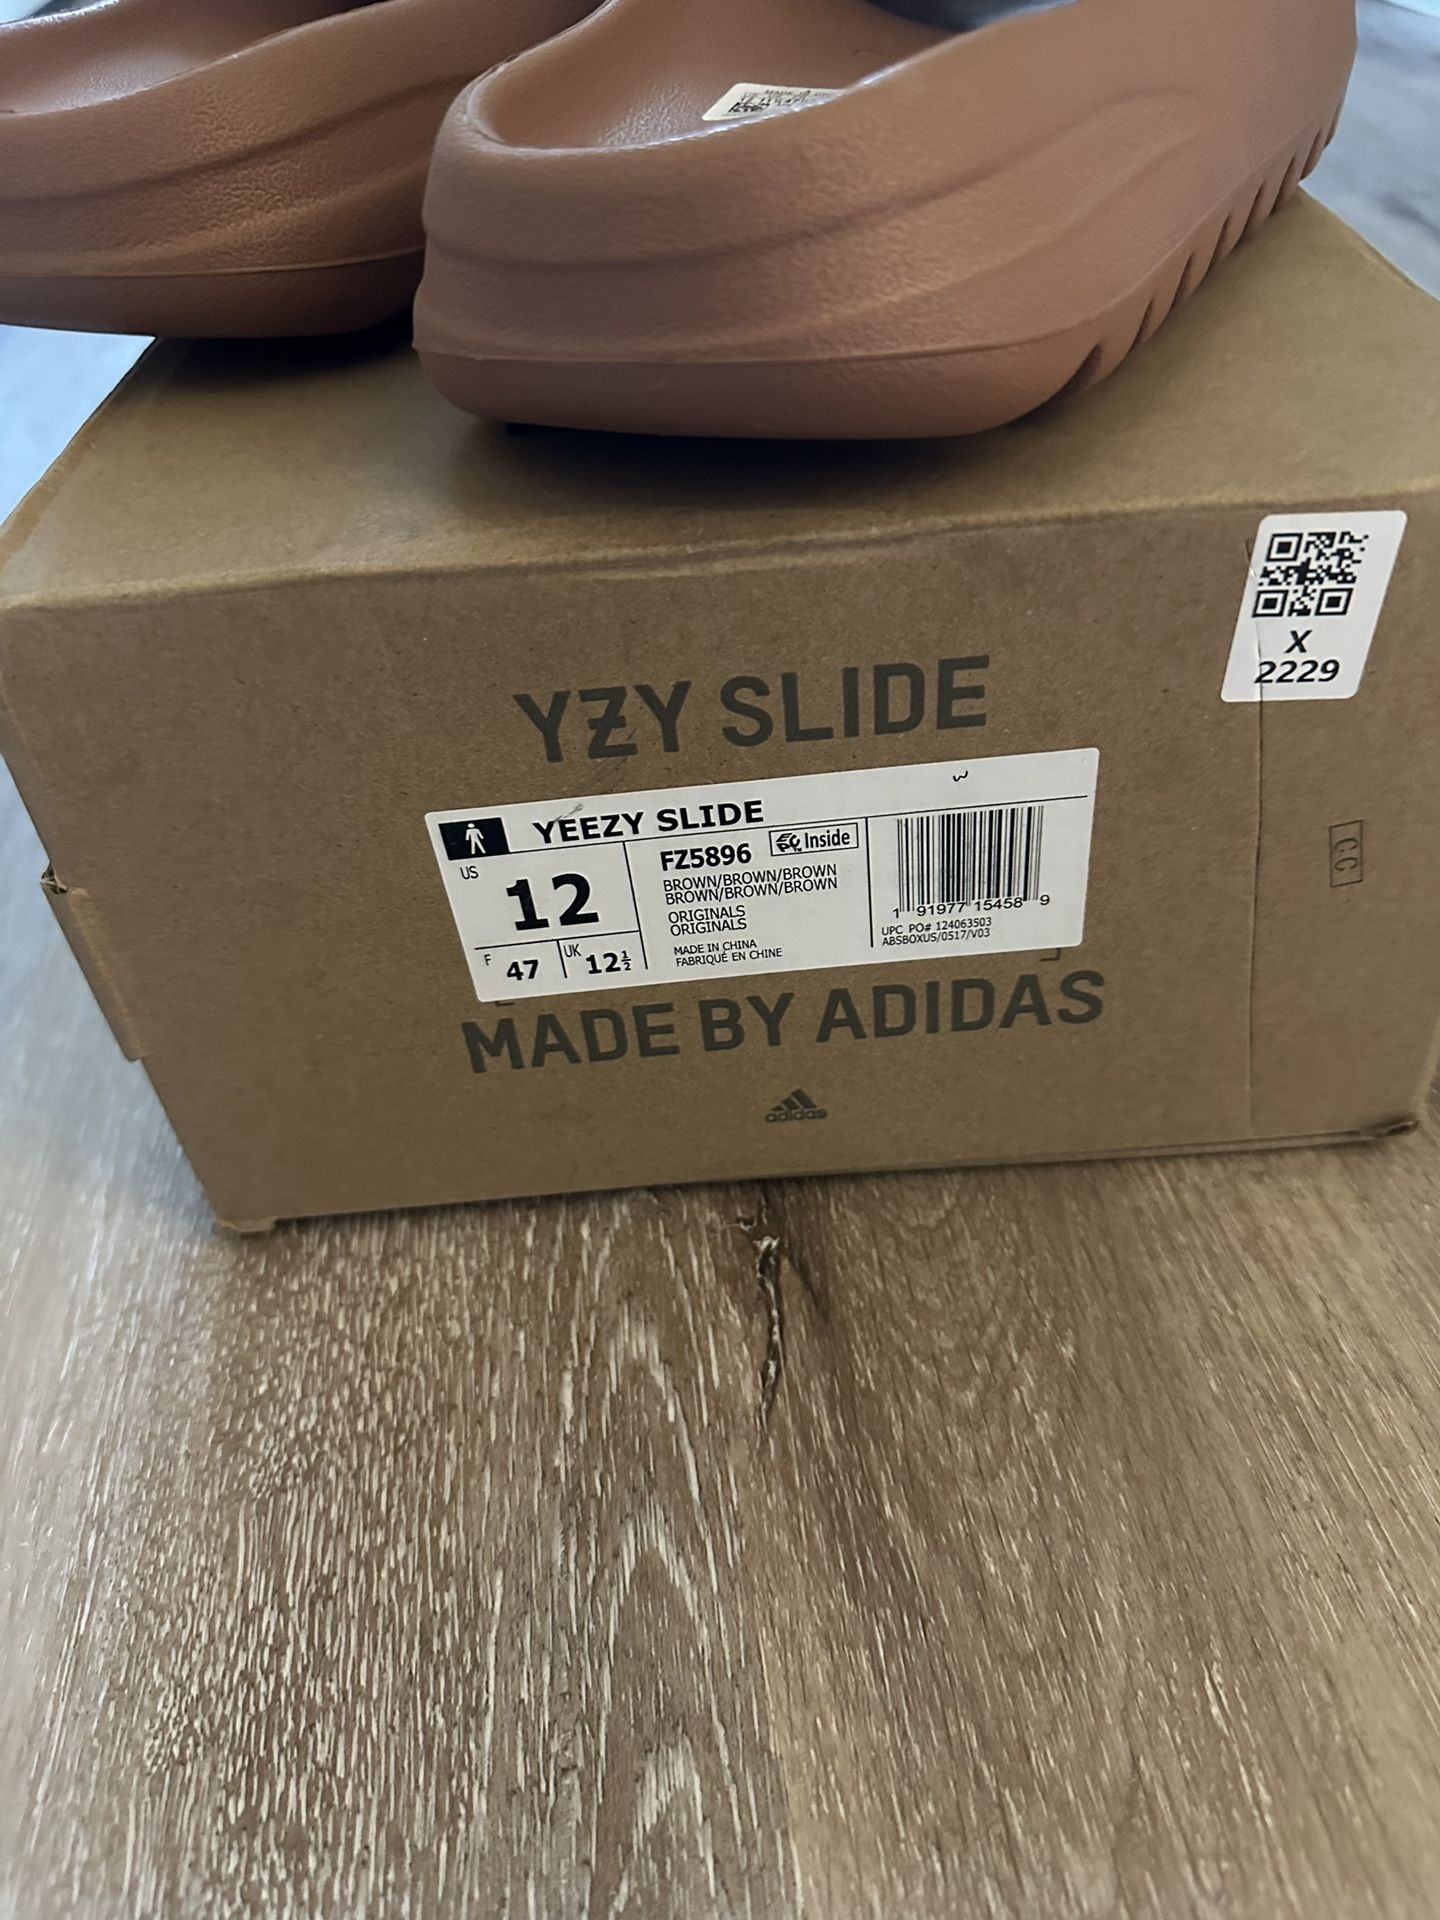 MADE IN
X
2229
YZY SLIDE
YEEZY SLIDE
US
12
F
47
UK
12½
FZ5896
Inside
BROWN/BROWN/BROWN
BROWN/BROWN/BROWN
ORIGINALS
ORIGINALS
MADE IN CHINA
FABRIQUÉ EN CHINE
1 91977 15458 9
UPC PO# 124063503
ABSBOXUS/0517/V03
CC
MADE BY ADIDAS
adidas